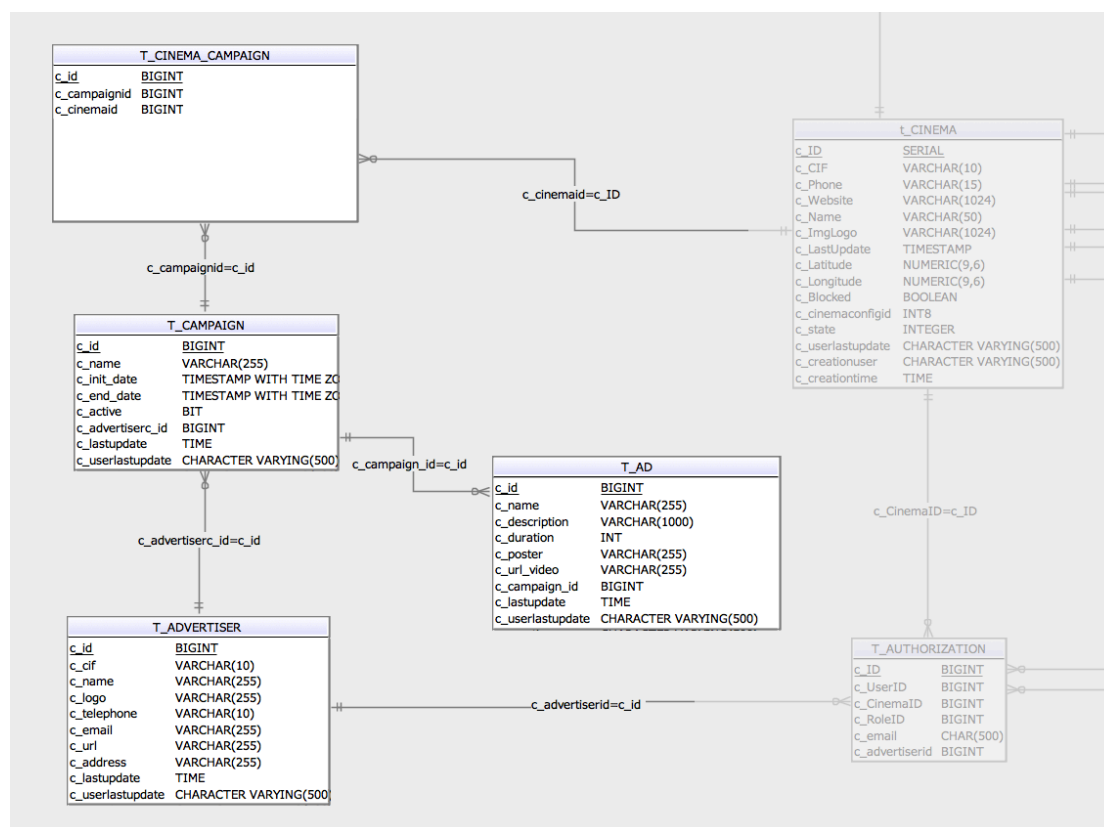 T_CINEMA_CAMPAIGN
c_id BIGINT
c_campaignid BIGINT
c_cinemaid BIGINT
c_cinemaid=c_ID
t_CINEMA
c_ID SERIAL
c_CIF VARCHAR(10)
c_Phone VARCHAR(15)
c_Website VARCHAR(1024)
c_Name VARCHAR(50)
c_ImgLogo VARCHAR(1024)
c_LastUpdate TIMESTAMP
c_Latitude NUMERIC(9,6)
c_Longitude NUMERIC(9,6)
c_Blocked BOOLEAN
c_cinemaconfigid INT8
c_state INTEGER
c_userlastupdate CHARACTER VARYING(500)
c_creationuser CHARACTER VARYING(500)
c_creationtime TIME
c_campaignid=c_id
T_CAMPAIGN
c_id BIGINT
c_name VARCHAR(255)
c_init_date TIMESTAMP WITH TIME ZO
c_end_date TIMESTAMP WITH TIME ZO
c_active BIT
c_advertiserc_id BIGINT
c_lastupdate TIME
c_userlastupdate CHARACTER VARYING(500)
c_campaign_id=c_id
T_AD
c_id BIGINT
c_name VARCHAR(255)
c_description VARCHAR(1000)
c_duration INT
c_poster VARCHAR(255)
c_url_video VARCHAR(255)
c_campaign_id BIGINT
c_lastupdate TIME
c_userlastupdate CHARACTER VARYING(500)
c_CinemaID=c_ID
c_advertiserc_id=c_id
T_ADVERTISER
c_id BIGINT
c_cif VARCHAR(10)
c_name VARCHAR(255)
c_logo VARCHAR(255)
c_telephone VARCHAR(10)
c_email VARCHAR(255)
c_url VARCHAR(255)
c_address VARCHAR(255)
c_lastupdate TIME
c_userlastupdate CHARACTER VARYING(500
c_advertiserid=c_id
T_AUTHORIZATION
c_ID BIGINT
c_UserID BIGINT
c_CinemaID BIGINT
c_RoleID BIGINT
c_email CHAR(500)
c_advertiserid BIGINT